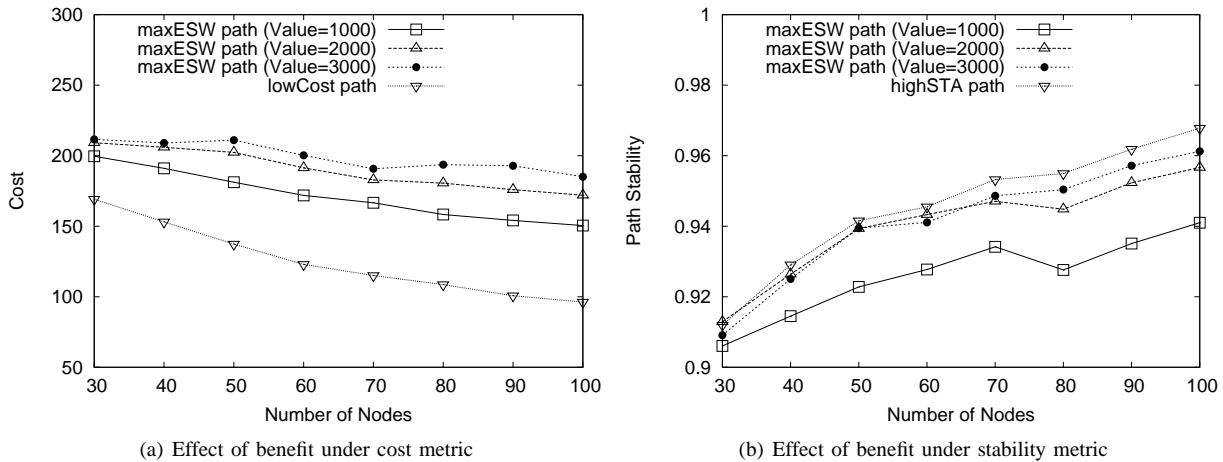 300
250
200
150
100
50
30 40 50 60 70 80 90 100
Cost
Number of Nodes
maxESW path (Value=1000)
maxESW path (Value=2000)
maxESW path (Value=3000)
lowCost path
(a) Effect of benefit under cost metric
1
0.98
0.96
0.94
0.92
0.9
30 40 50 60 70 80 90 100
Path Stability
Number of Nodes
maxESW path (Value=1000)
maxESW path (Value=2000)
maxESW path (Value=3000)
highSTA path
(b) Effect of benefit under stability metric